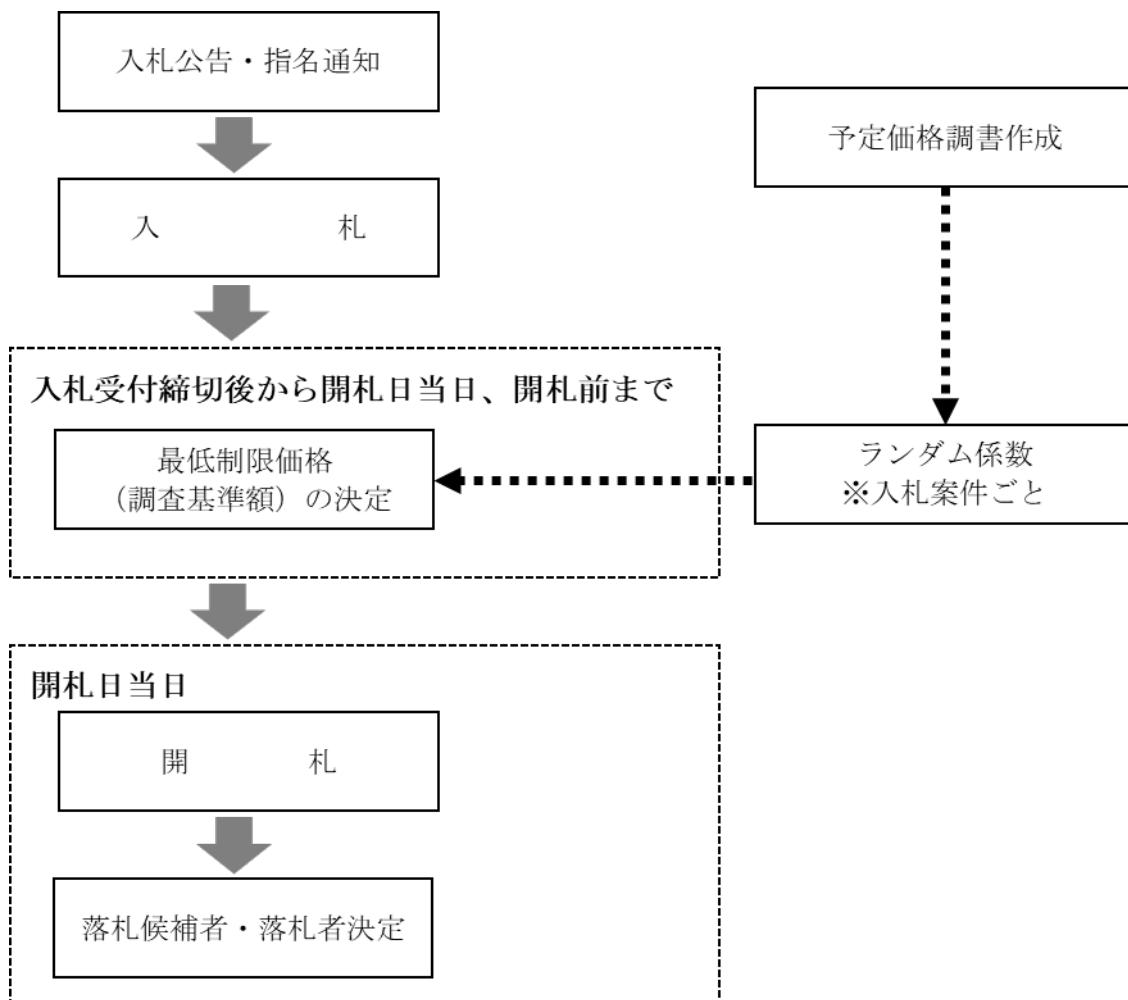 入札公告・指名通知
予定価格調書作成
入　　　　　　札
入札受付締切後から開札日当日、開札前まで
最低制限価格
（調査基準額）の決定
ランダム係数
※入札案件ごと
開札日当日
開　　　　　札
落札候補者・落札者決定